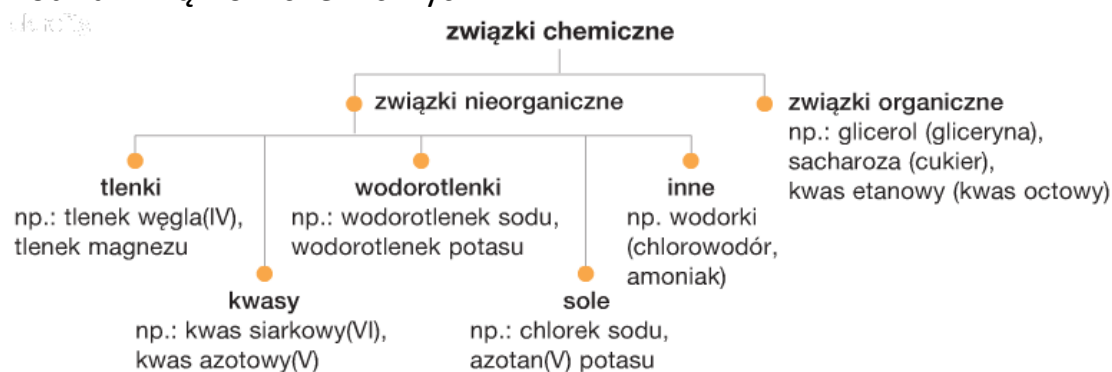 związki chemiczne
związki nieorganiczne
związki organiczne
np.: glicerol (gliceryna),
sacharoza (cukier),
kwas etanowy (kwas octowy)
tlenki
np.: tlenek węgla(IV),
tlenek magnezu
wodorotlenki
np.: wodorotlenek sodu,
wodorotlenek potasu
inne
np. wodorki
(chlorowodór,
amoniak)
kwasy
np.: kwas siarkowy(VI),
kwas azotowy(V)
sole
np.: chlorek sodu,
azotan(V) potasu